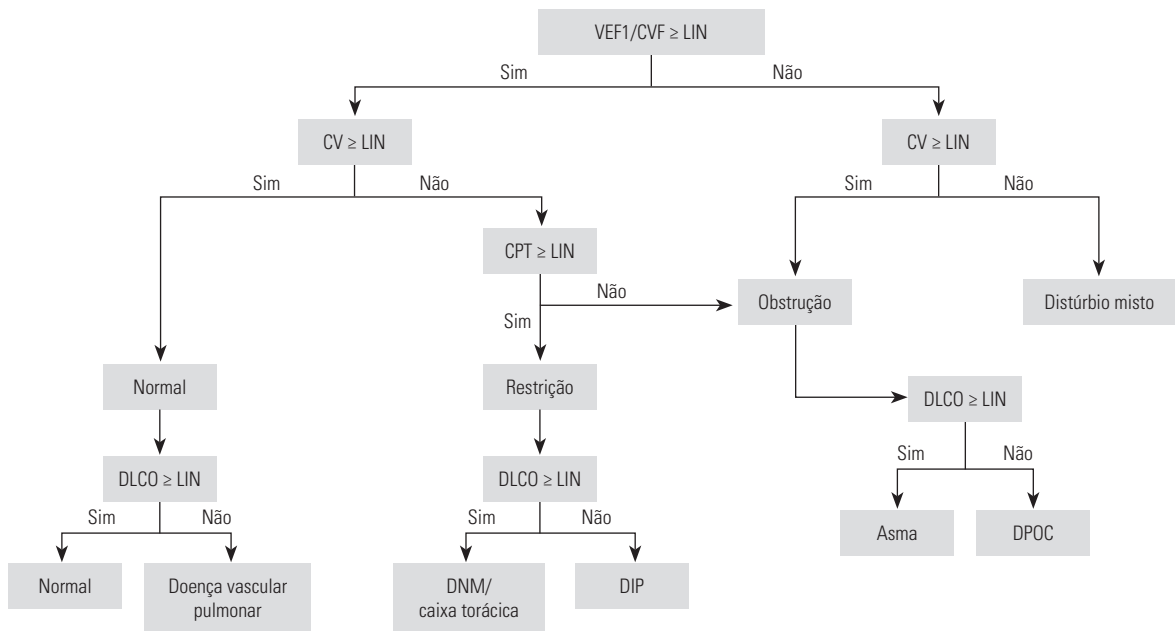 VEF1/CVF ≥ LIN
Sim
Não
CV ≥ LIN
CV ≥ LIN
Sim
Não
Sim
Não
CPT ≥ LIN
Não
Sim
Obstrução
Distúrbio misto
Normal
Restrição
DLCO ≥ LIN
DLCO ≥ LIN
DLCO ≥ LIN
Sim
Não
Sim
Não
Sim
Não
Asma
DPOC
Normal
Doença vascular
pulmonar
DNM/
caixa torácica
DIP